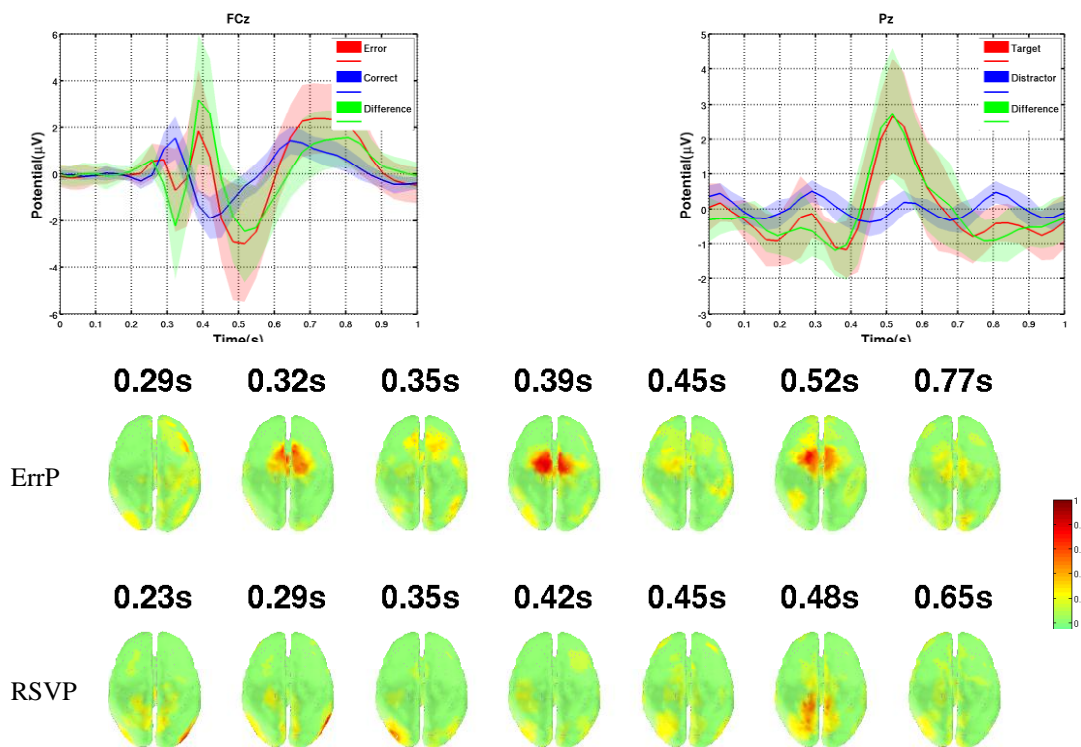 FCz
6
4
2
0
-2
-4
-6
Potential(µV)
0 0.1 0.2 0.3 0.4 0.5 0.6 0.7 0.8 0.9 1
Time(s)
Error
Correct
Difference
Pz
5
4
3
2
1
0
-1
-2
-3
Potential(µV)
0 0.1 0.2 0.3 0.4 0.5 0.6 0.7 0.8 0.9 1
Time(s)
Target
Distractor
Difference
0.29s 0.32s 0.35s 0.39s 0.45s 0.52s 0.77s
ErrP
0.23s 0.29s 0.35s 0.42s 0.45s 0.48s 0.65s
RSVP
1
0.
0.
0.
0.
0